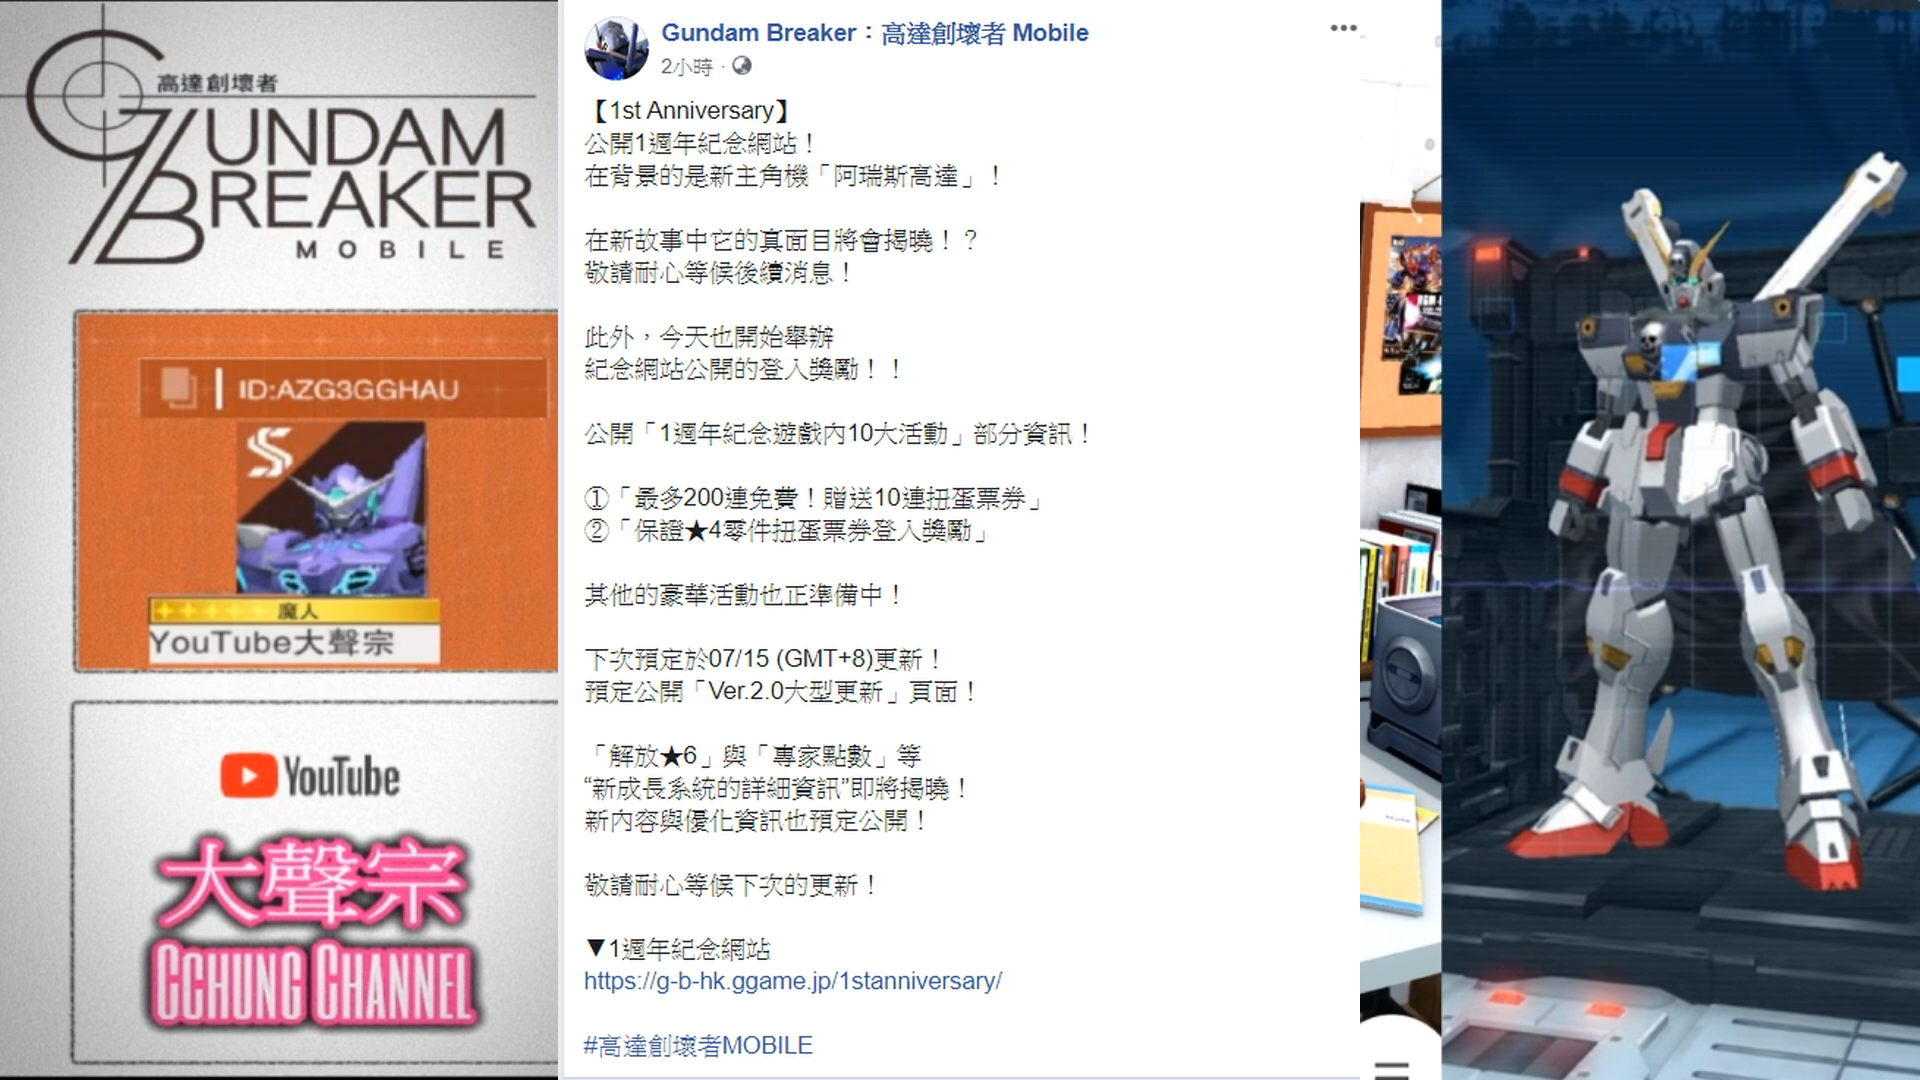 高達創壞者
GUNDAM
BREAKER
MOBILE
ID:AZG3GGHAU
S
魔人
YouTube大聲宗
YouTube
大聲宗
CCHUNG CHANNEL
Gundam Breaker：高達創壞者 Mobile
2小時 ·
【1st Anniversary】
公開1週年紀念網站！
在背景的是新主角機「阿瑞斯高達」！
在新故事中它的真面目將會揭曉！？
敬請耐心等候後續消息！
此外，今天也開始舉辦
紀念網站公開的登入獎勵！！
公開「1週年紀念遊戲內10大活動」部分資訊！
①「最多200連免費！贈送10連扭蛋票券」
②「保證★4零件扭蛋票券登入獎勵」
其他的豪華活動也正準備中！
下次預定於07/15 (GMT+8)更新！
預定公開「Ver.2.0大型更新」頁面！
「解放★6」與「專家點數」等
“新成長系統的詳細資訊”即將揭曉！
新內容與優化資訊也預定公開！
敬請耐心等候下次的更新！
▼1週年紀念網站
https://g-b-hk.ggame.jp/1stanniversary/
#高達創壞者MOBILE